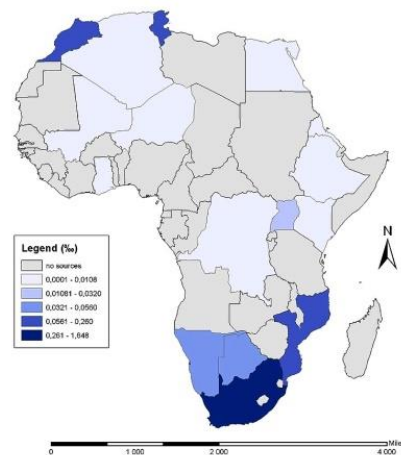 N
Legend (‰)
no sources
0,0001 - 0,0108
0,01081 - 0,0320
0,0321 - 0,0560
0,0561 - 0,260
0,261 - 1,648
Mile
0 1 000 2 000 4 000